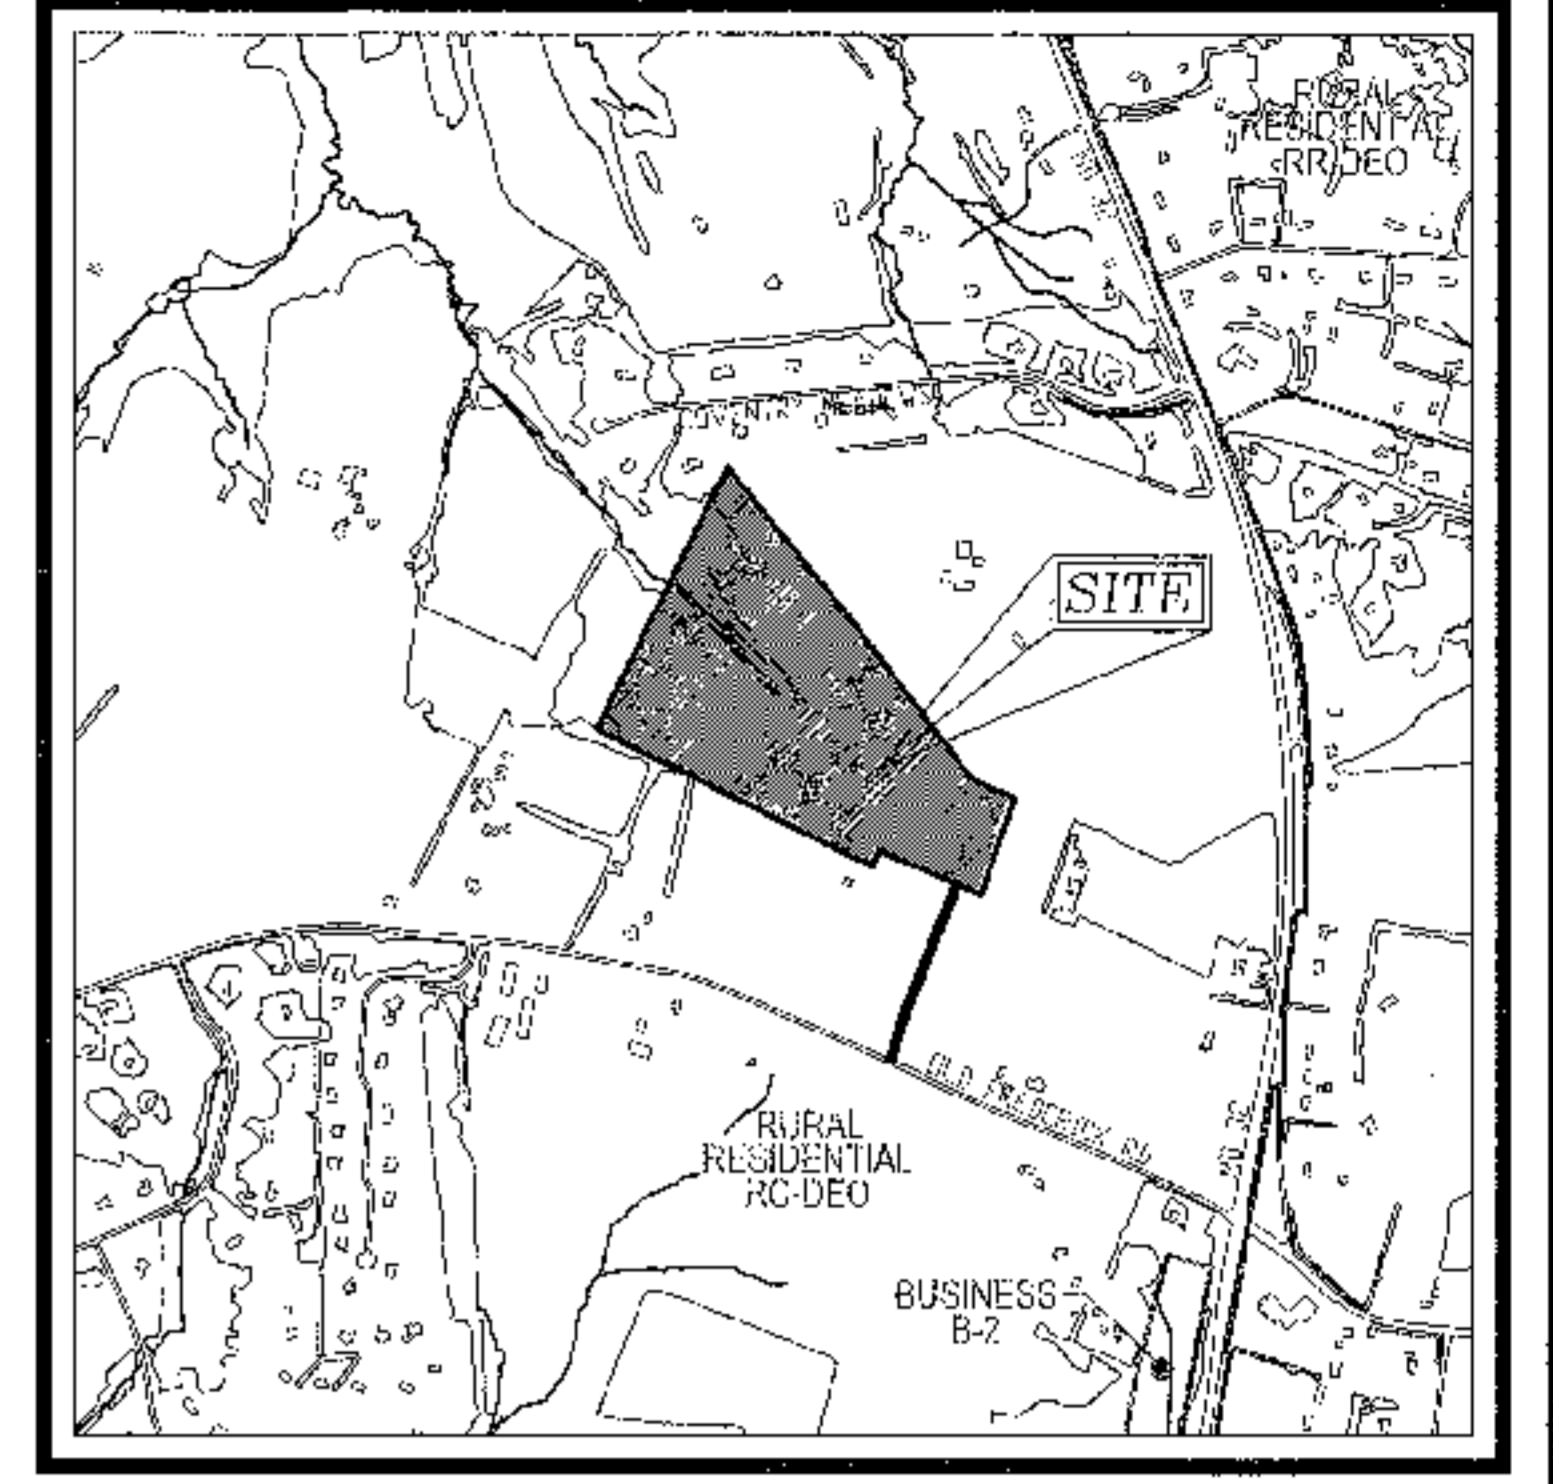 RURAL
RESIDENTIAL
RR-DEO
SITE
OLD FREDERICK RD
RURAL
RESIDENTIAL
RC-DEO
BUSINESS
B-2